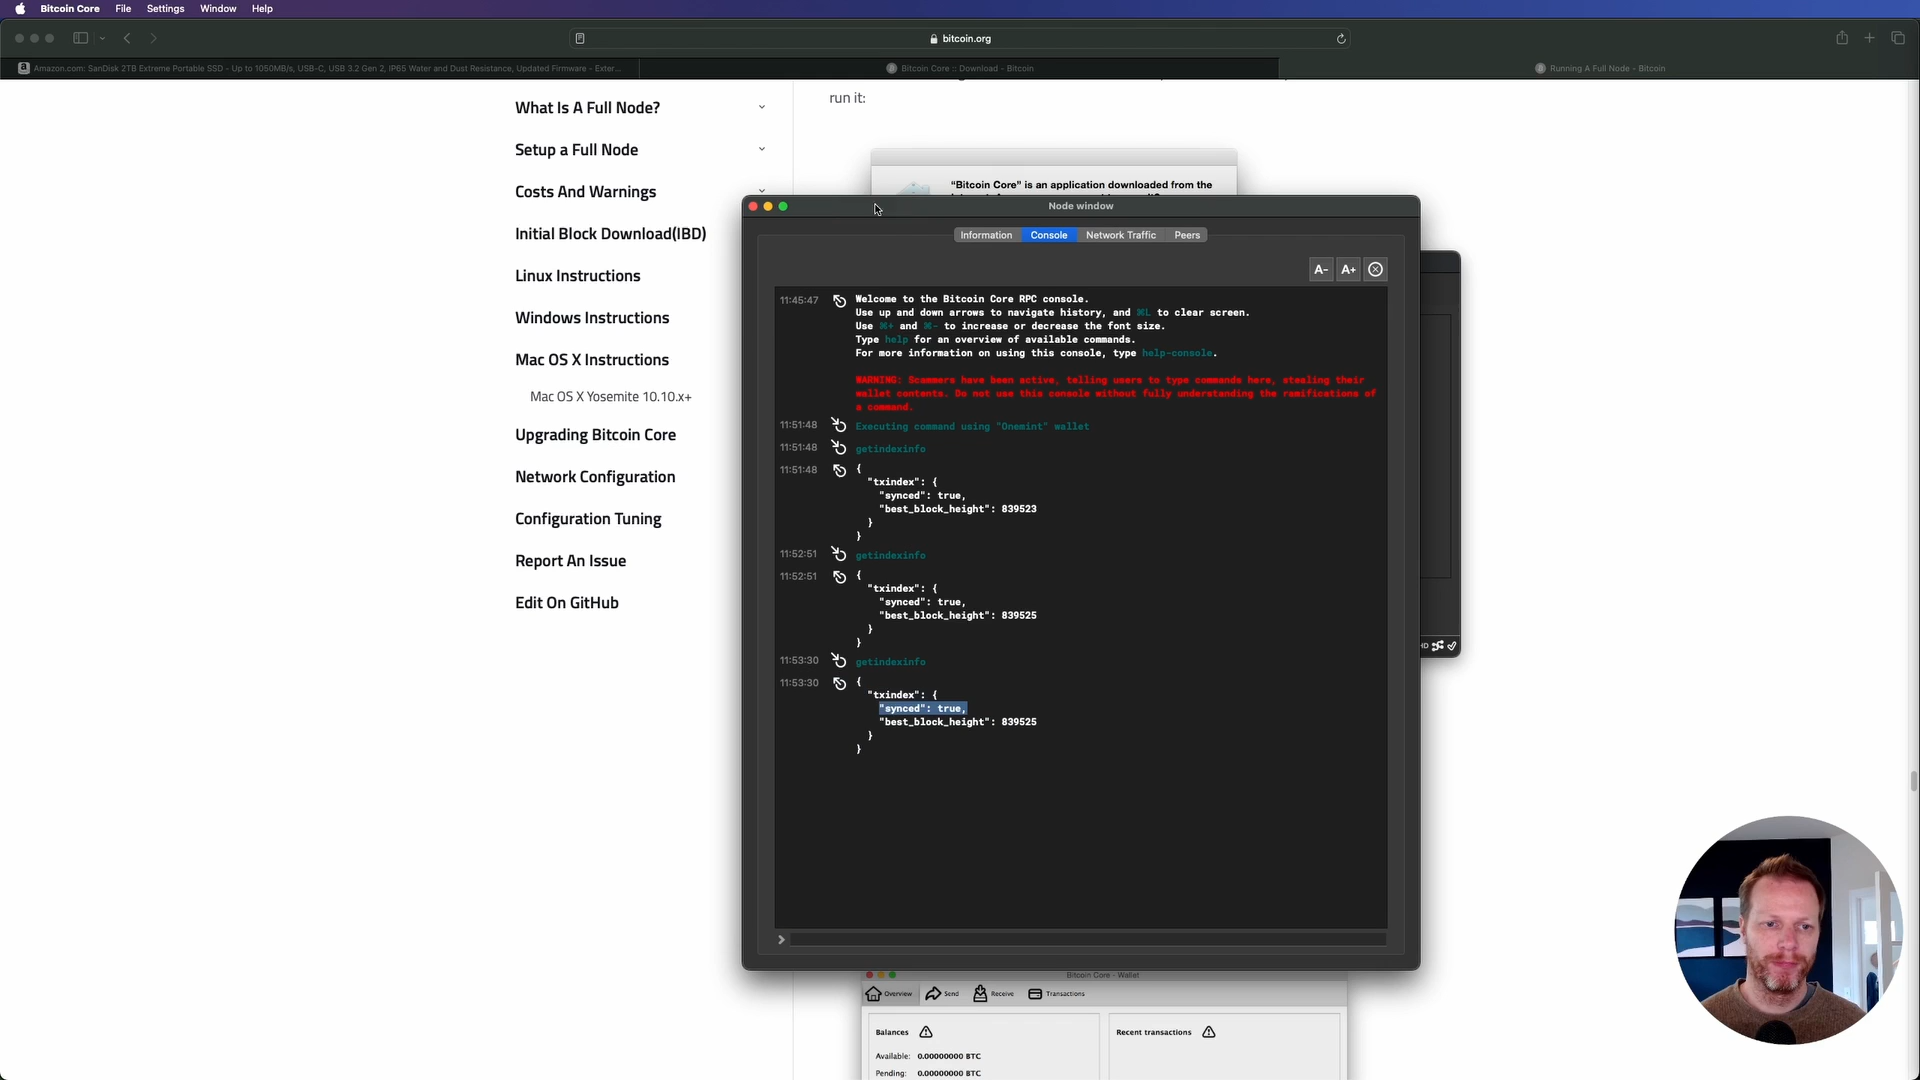 Bitcoin Core File Settings Window Help
bitcoin.org
Amazon.com: SanDisk 2TB Extreme Portable SSD - Up to 1050MB/s, USB-C, USB 3.2 Gen 2, IP65 Water and Dust Resistance, Updated Firmware - Exter...
Bitcoin Core :: Download - Bitcoin
Running A Full Node - Bitcoin
What Is A Full Node?
Setup a Full Node
Costs And Warnings
Initial Block Download(IBD)
Linux Instructions
Windows Instructions
Mac OS X Instructions
Mac OS X Yosemite 10.10.x+
Upgrading Bitcoin Core
Network Configuration
Configuration Tuning
Report An Issue
Edit On GitHub
run it:
“Bitcoin Core” is an application downloaded from the
Node window
Information Console Network Traffic Peers
A- A+
11:45:47 Welcome to the Bitcoin Core RPC console.
Use up and down arrows to navigate history, and ⌘L to clear screen.
Use ⌘+ and ⌘- to increase or decrease the font size.
Type help for an overview of available commands.
For more information on using this console, type help-console.
WARNING: Scammers have been active, telling users to type commands here, stealing their
wallet contents. Do not use this console without fully understanding the ramifications of
a command.
11:51:48 Executing command using "Onemint" wallet
11:51:48 getindexinfo
11:51:48 {
"txindex": {
"synced": true,
"best_block_height": 839523
}
}
11:52:51 getindexinfo
11:52:51 {
"txindex": {
"synced": true,
"best_block_height": 839525
}
}
11:53:30 getindexinfo
11:53:30 {
"txindex": {
"synced": true,
"best_block_height": 839525
}
}
HD
Bitcoin Core - Wallet
Overview Send Receive Transactions
Balances
Recent transactions
Available: 0.00000000 BTC
Pending: 0.00000000 BTC